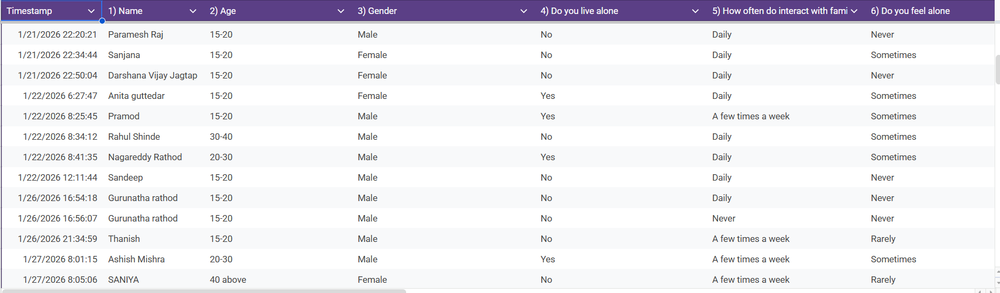 Timestamp 1) Name 2) Age 3) Gender 4) Do you live alone 5) How often do interact with fami 6) Do you feel alone
1/21/2026 22:20:21 Paramesh Raj 15-20 Male No Daily Never
1/21/2026 22:34:44 Sanjana 15-20 Female No Daily Sometimes
1/21/2026 22:50:04 Darshana Vijay Jagtap 15-20 Female No Daily Never
1/22/2026 6:27:47 Anita guttedar 15-20 Female Yes Daily Sometimes
1/22/2026 8:25:45 Pramod 15-20 Male Yes A few times a week Sometimes
1/22/2026 8:34:12 Rahul Shinde 30-40 Male No Daily Sometimes
1/22/2026 8:41:35 Nagareddy Rathod 20-30 Male Yes Daily Sometimes
1/22/2026 12:11:44 Sandeep 15-20 Male No Daily Never
1/26/2026 16:54:18 Gurunatha rathod 15-20 Male No Daily Never
1/26/2026 16:56:07 Gurunatha rathod 15-20 Male No Never Never
1/26/2026 21:34:59 Thanish 15-20 Male No A few times a week Rarely
1/27/2026 8:01:15 Ashish Mishra 20-30 Male Yes A few times a week Sometimes
1/27/2026 8:05:06 SANIYA 40 above Female No A few times a week Rarely